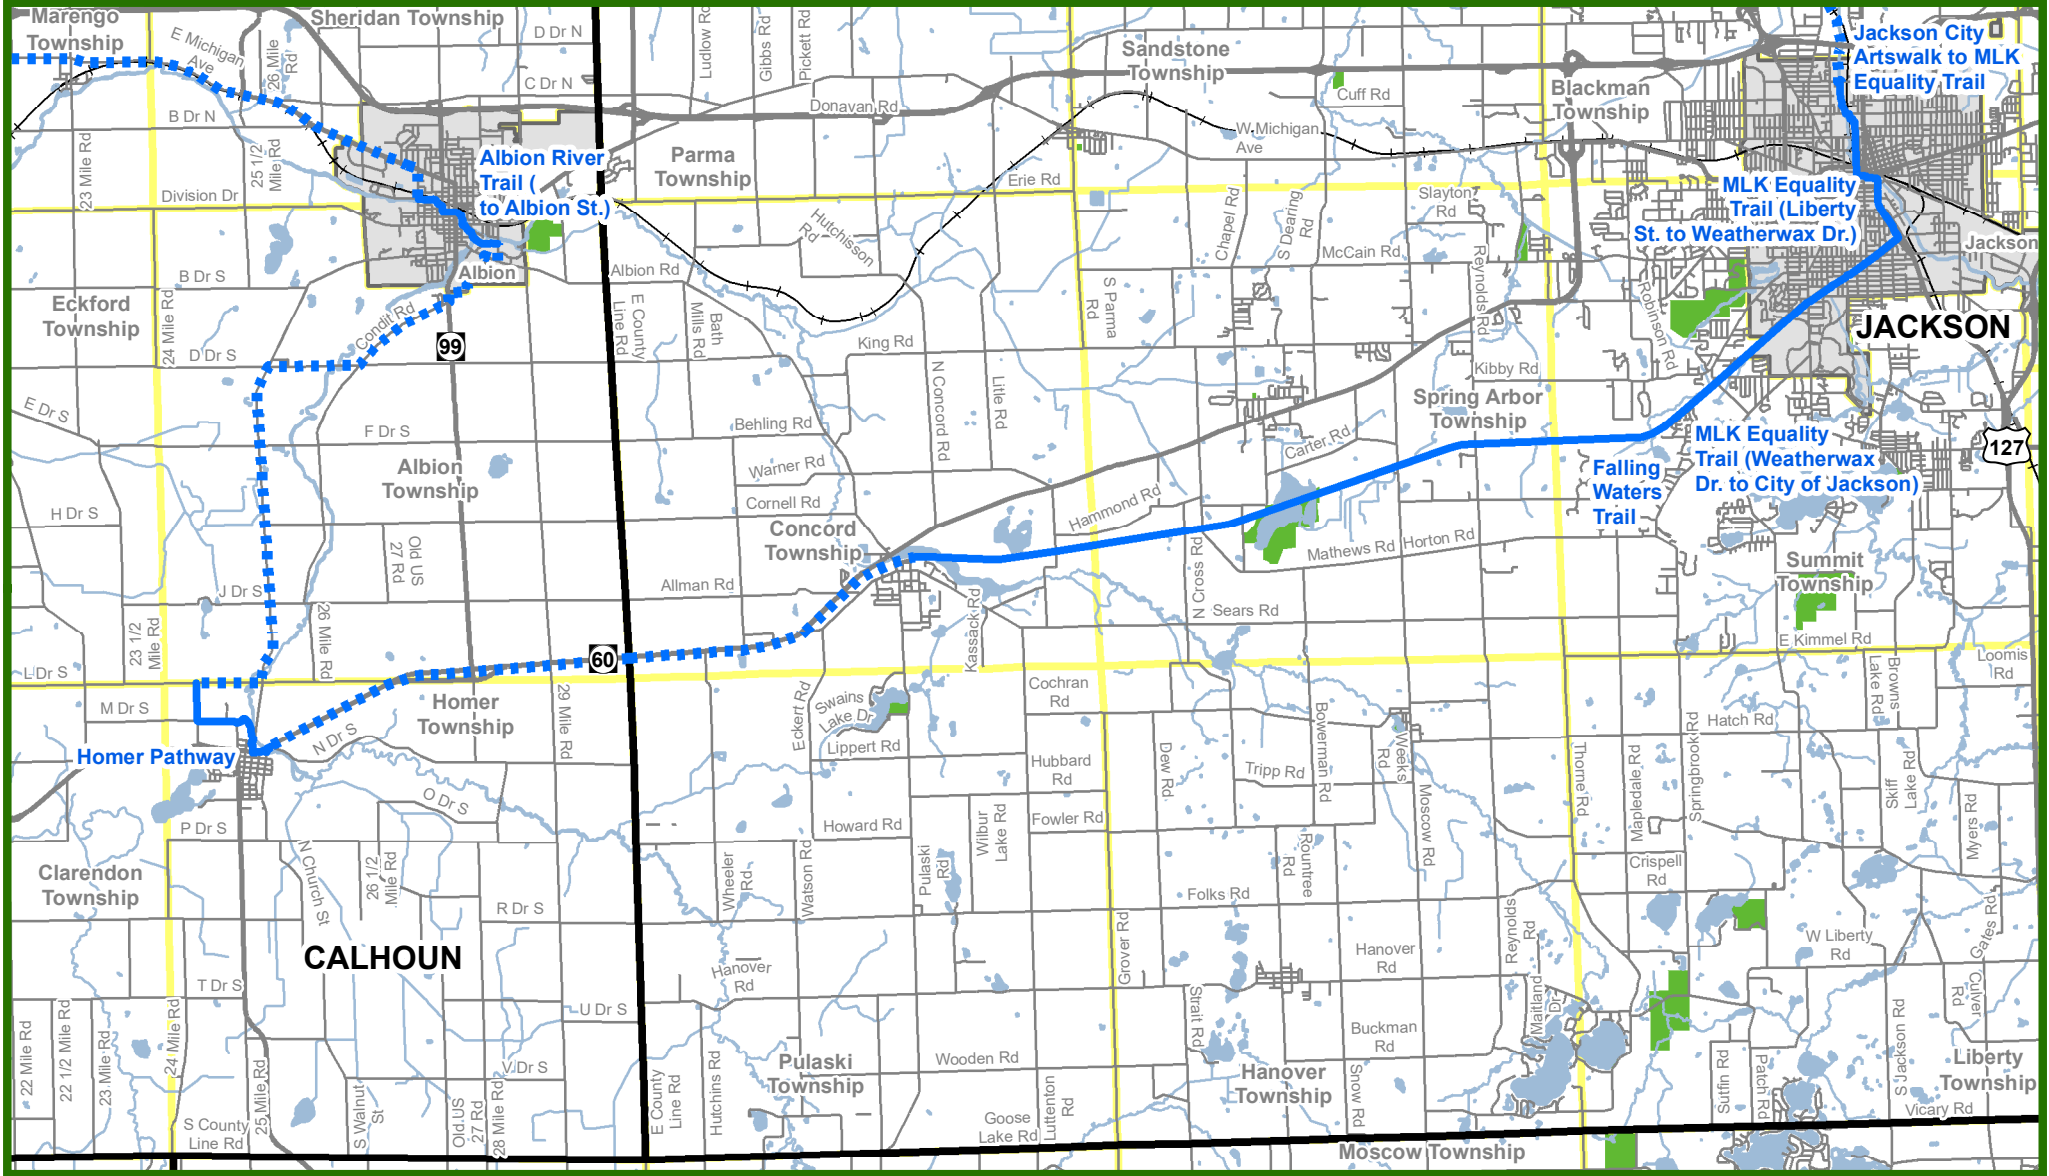 Marengo
Township
Sheridan Township
D Dr N
Ludlow Rd
Gibbs Rd
Pickett Rd
Sandstone
Township
Jackson City
Artswalk to MLK
Equality Trail
E Michigan
Ave
26 Mile
Rd
C Dr N
Donavan Rd
Cuff Rd
Blackman
Township
B Dr N
W Michigan
Ave
23 Mile Rd
25 1/2
Mile Rd
Albion River
Trail (
to Albion St.)
Parma
Township
Division Dr
Erie Rd
Chapel Rd
S Dearing
Rd
Slayton
Rd
MLK Equality
Trail (Liberty
St. to Weatherwax Dr.)
Hutchisson
Rd
McCain Rd
Reynolds Rd
Jackson
B Dr S
Albion
Albion Rd
Eckford
Township
24 Mile Rd
Condit Rd
99
E County
Line Rd
Bath
Mills Rd
S Parma
Rd
Robinson Rd
JACKSON
D Dr S
King Rd
N Concord Rd
Little Rd
Kibby Rd
E Dr S
F Dr S
Behling Rd
Spring Arbor
Township
Carter Rd
MLK Equality
Trail (Weatherwax
Dr. to City of Jackson)
127
Albion
Township
Warner Rd
Cornell Rd
Falling
Waters
Trail
H Dr S
Hammond Rd
Concord
Township
Old US
27 Rd
N Cross Rd
Mathews Rd
Horton Rd
Summit
Township
J Dr S
Allman Rd
Kassack Rd
Sears Rd
23 1/2
Mile Rd
26 Mile Rd
E Kimmel Rd
60
L Dr S
Loomis
Rd
M Dr S
Homer
Township
29 Mile Rd
Eckert Rd
Swains
Lake Dr
Cochran
Rd
Bowerman Rd
Weeks
Rd
Hatch Rd
Browns
Lake Rd
N Dr S
Homer Pathway
Lippert Rd
Hubbard
Rd
Dew Rd
Tripp Rd
Thorne Rd
Mapledale Rd
Springbrook Rd
Skiff
Lake Rd
O Dr S
P Dr S
Howard Rd
Wilbur
Lake Rd
Fowler Rd
Moscow Rd
Myers Rd
Clarendon
Township
N Church St
26 1/2
Mile Rd
Wheeler
Rd
Watson Rd
Pulaski
Rd
Rountree
Rd
Crispell
Rd
Folks Rd
R Dr S
CALHOUN
Grover Rd
Hanover
Rd
Reynolds
Rd
W Liberty
Rd
Gates Rd
Hanover
Rd
T Dr S
U Dr S
Strait Rd
Maitland
Dr
Culver
Rd
22 Mile Rd
22 1/2 Mile Rd
23 Mile Rd
24 Mile Rd
25 Mile Rd
Buckman
Rd
S Jackson Rd
V Dr S
Pulaski
Township
Wooden Rd
Hanover
Township
Liberty
Township
S County
Line Rd
S Walnut
St
Old US
27 Rd
28 Mile Rd
E County
Line Rd
Hutchins Rd
Goose
Lake Rd
Luttenton
Rd
Snow Rd
Sutfin Rd
Patch Rd
Vicary Rd
Moscow Township